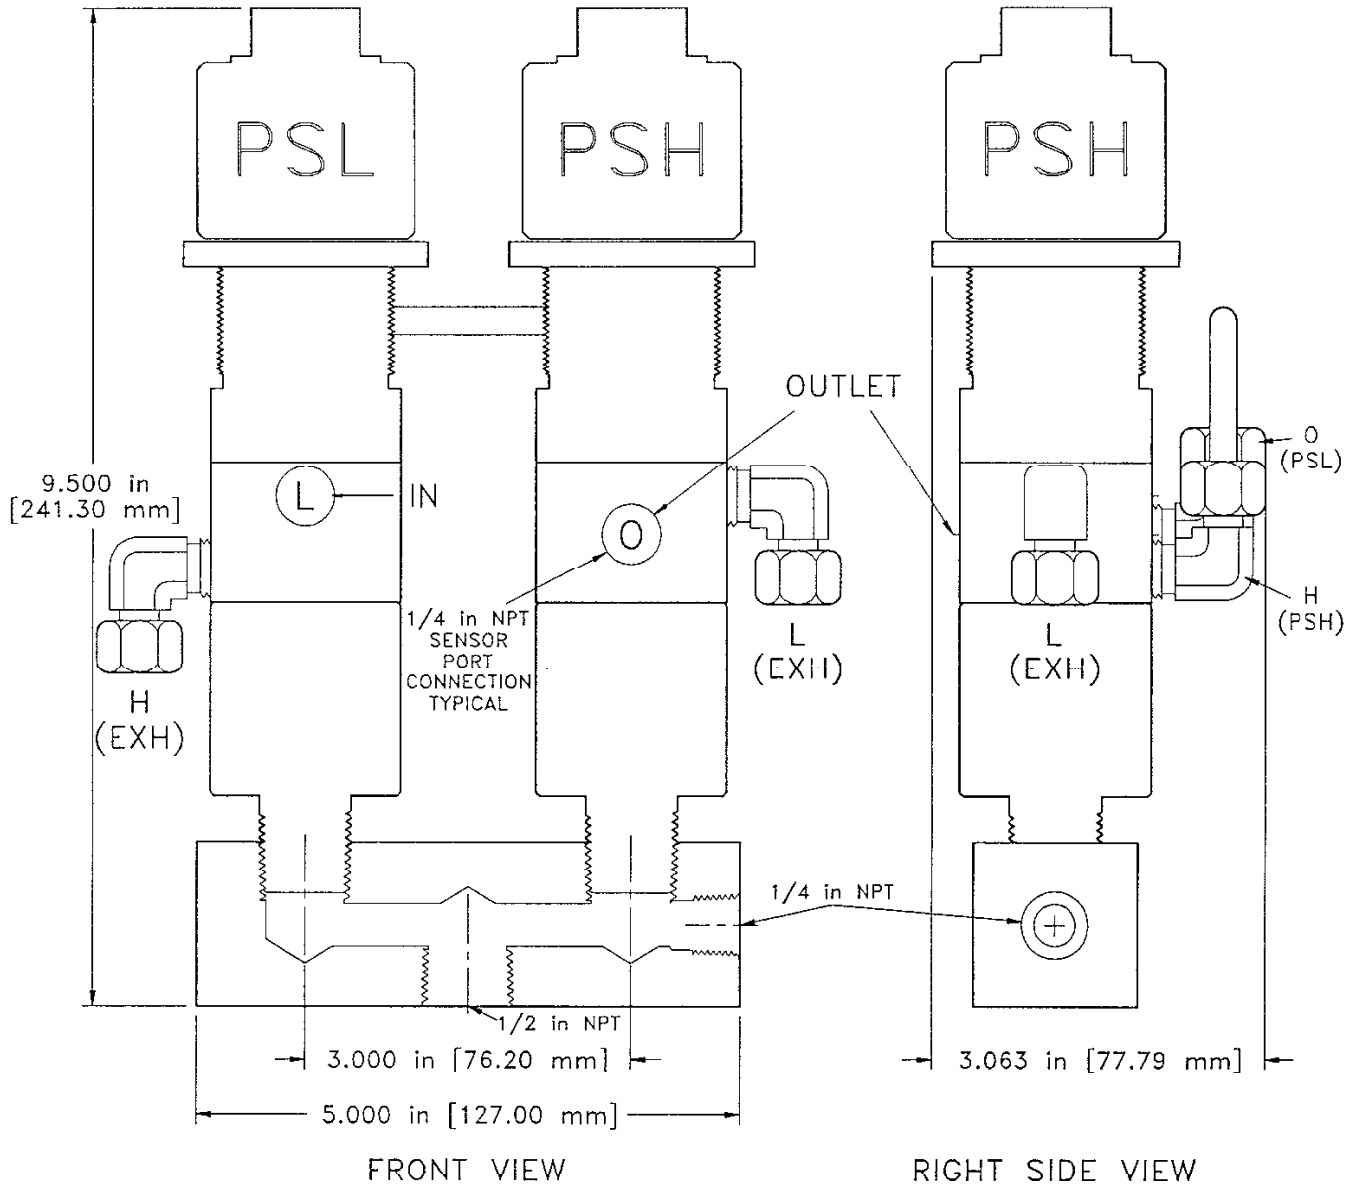 PSL
PSH
PSH
OUTLET
O
(PSL)
9.500 in
[241.30 mm]
L
IN
O
1/4 in NPT
SENSOR
PORT
CONNECTION
TYPICAL
L
(EXH)
L
(EXH)
H
(PSH)
H
(EXH)
1/4 in NPT
1/2 in NPT
3.000 in [76.20 mm]
3.063 in [77.79 mm]
5.000 in [127.00 mm]
FRONT VIEW
RIGHT SIDE VIEW